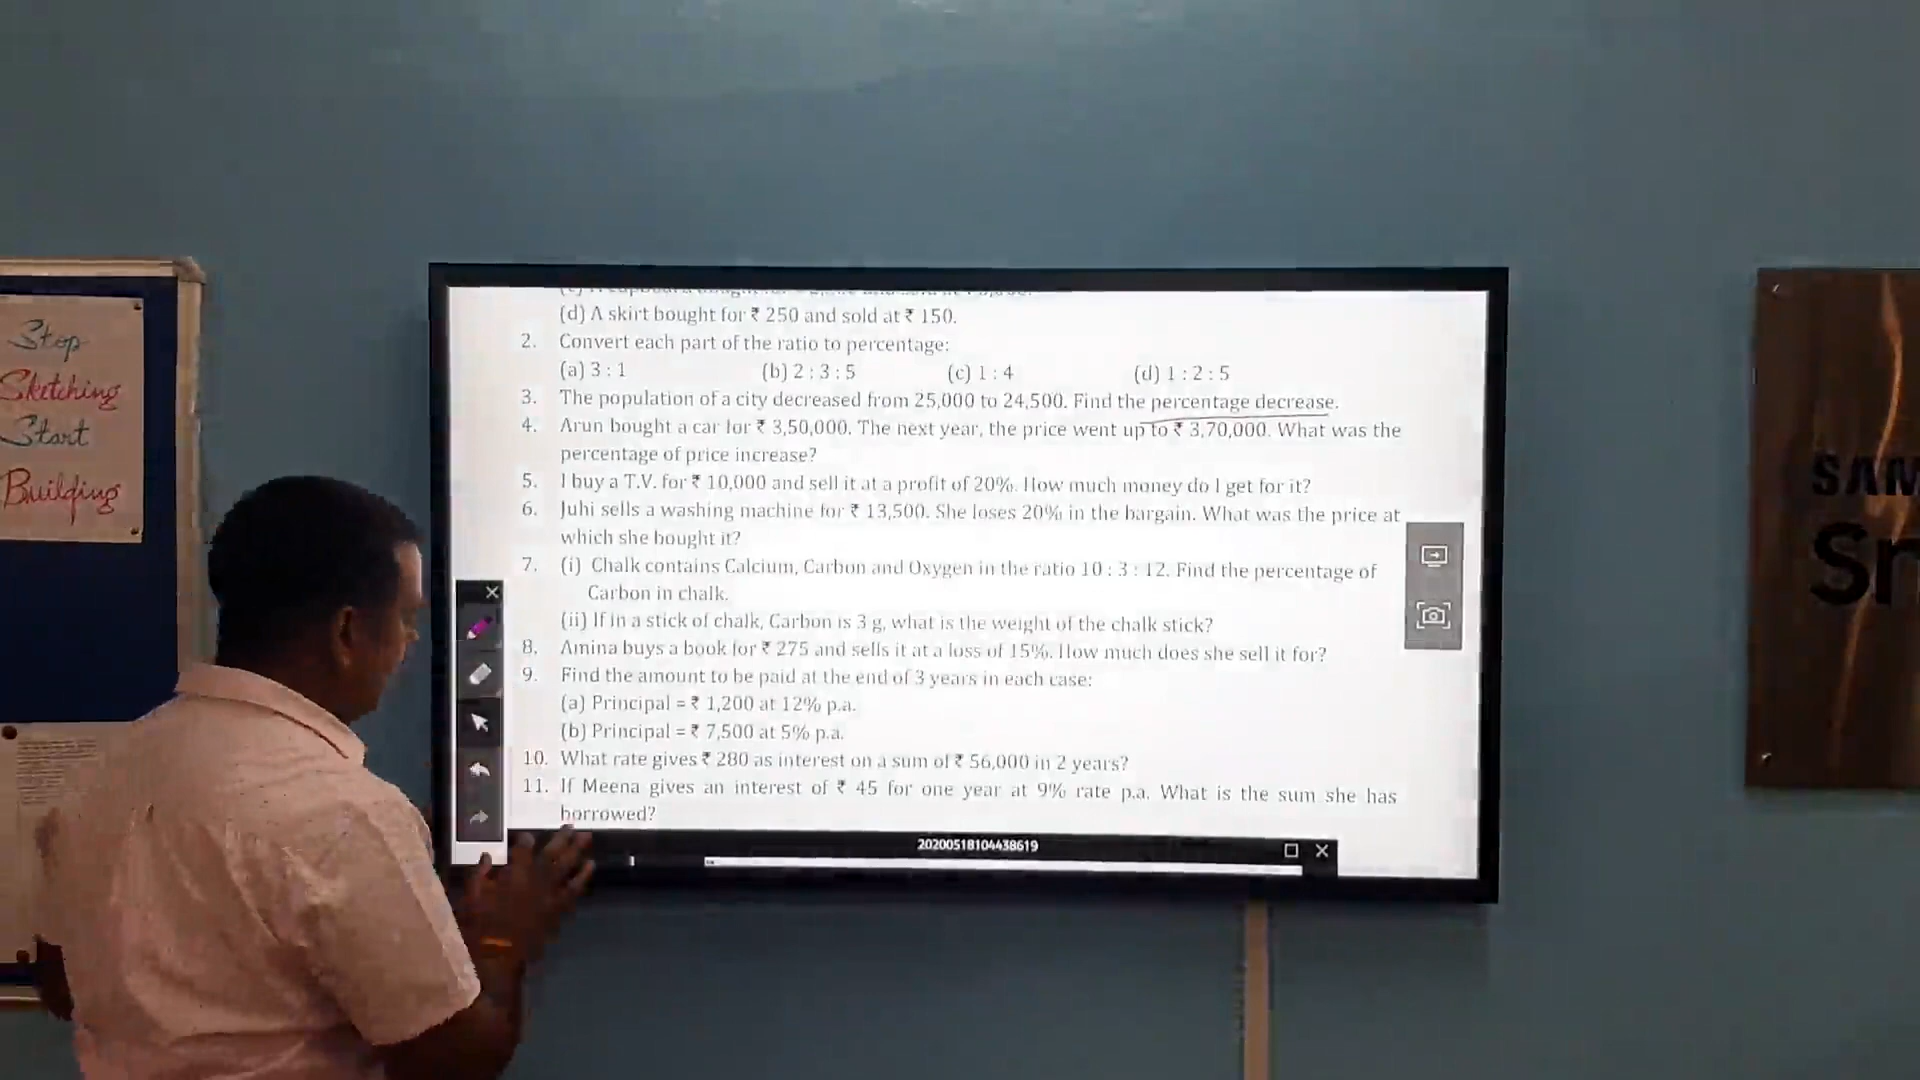 Stop
Sketching
Start
Building
(d) A skirt bought for ₹ 250 and sold at ₹ 150.
2. Convert each part of the ratio to percentage:
(a) 3 : 1 (b) 2 : 3 : 5 (c) 1 : 4 (d) 1 : 2 : 5
3. The population of a city decreased from 25,000 to 24,500. Find the percentage decrease.
4. Arun bought a car for ₹ 3,50,000. The next year, the price went up to ₹ 3,70,000. What was the
percentage of price increase?
5. I buy a T.V. for ₹ 10,000 and sell it at a profit of 20%. How much money do I get for it?
6. Juhi sells a washing machine for ₹ 13,500. She loses 20% in the bargain. What was the price at
which she bought it?
7. (i) Chalk contains Calcium, Carbon and Oxygen in the ratio 10 : 3 : 12. Find the percentage of
Carbon in chalk.
(ii) If in a stick of chalk, Carbon is 3 g, what is the weight of the chalk stick?
8. Amina buys a book for ₹ 275 and sells it at a loss of 15%. How much does she sell it for?
9. Find the amount to be paid at the end of 3 years in each case:
(a) Principal = ₹ 1,200 at 12% p.a.
(b) Principal = ₹ 7,500 at 5% p.a.
10. What rate gives ₹ 280 as interest on a sum of ₹ 56,000 in 2 years?
11. If Meena gives an interest of ₹ 45 for one year at 9% rate p.a. What is the sum she has
borrowed?
20200518104438619
SAM